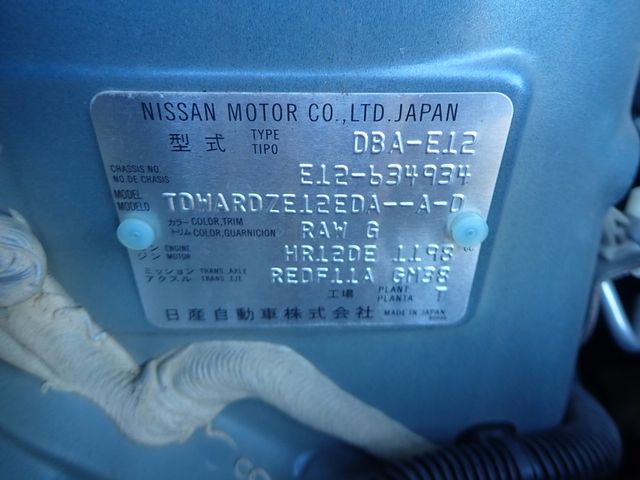 NISSAN MOTOR CO., LTD. JAPAN
型式 TYPE TIPO DBA-E12
CHASSIS NO. NO. DE CHASIS E12-634934
MODEL MODELO TDWARDZE12EDA--A-D
カラー COLOR, TRIM
トリム COLOR, GUARNICION RAW G
ジン ENGINE MOTOR HR12DE 1198 cc
ミッション TRANS. AXLE
アクスル TRANS. EJE REDF11A GM38
工場 PLANT PLANTA 1
日産自動車株式会社 MADE IN JAPAN